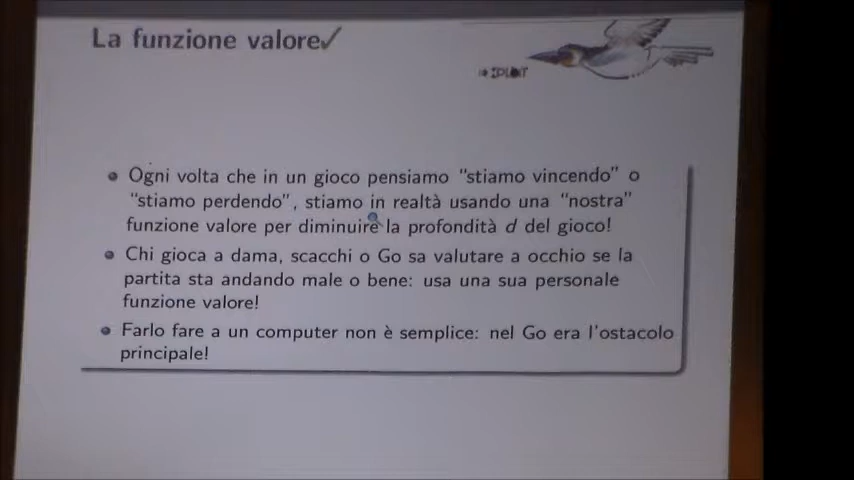 La funzione valore✓
Ogni volta che in un gioco pensiamo "stiamo vincendo" o
"stiamo perdendo", stiamo in realtà usando una "nostra"
funzione valore per diminuire la profondità d del gioco!
Chi gioca a dama, scacchi o Go sa valutare a occhio se la
partita sta andando male o bene: usa una sua personale
funzione valore!
Farlo fare a un computer non è semplice: nel Go era l'ostacolo
principale!